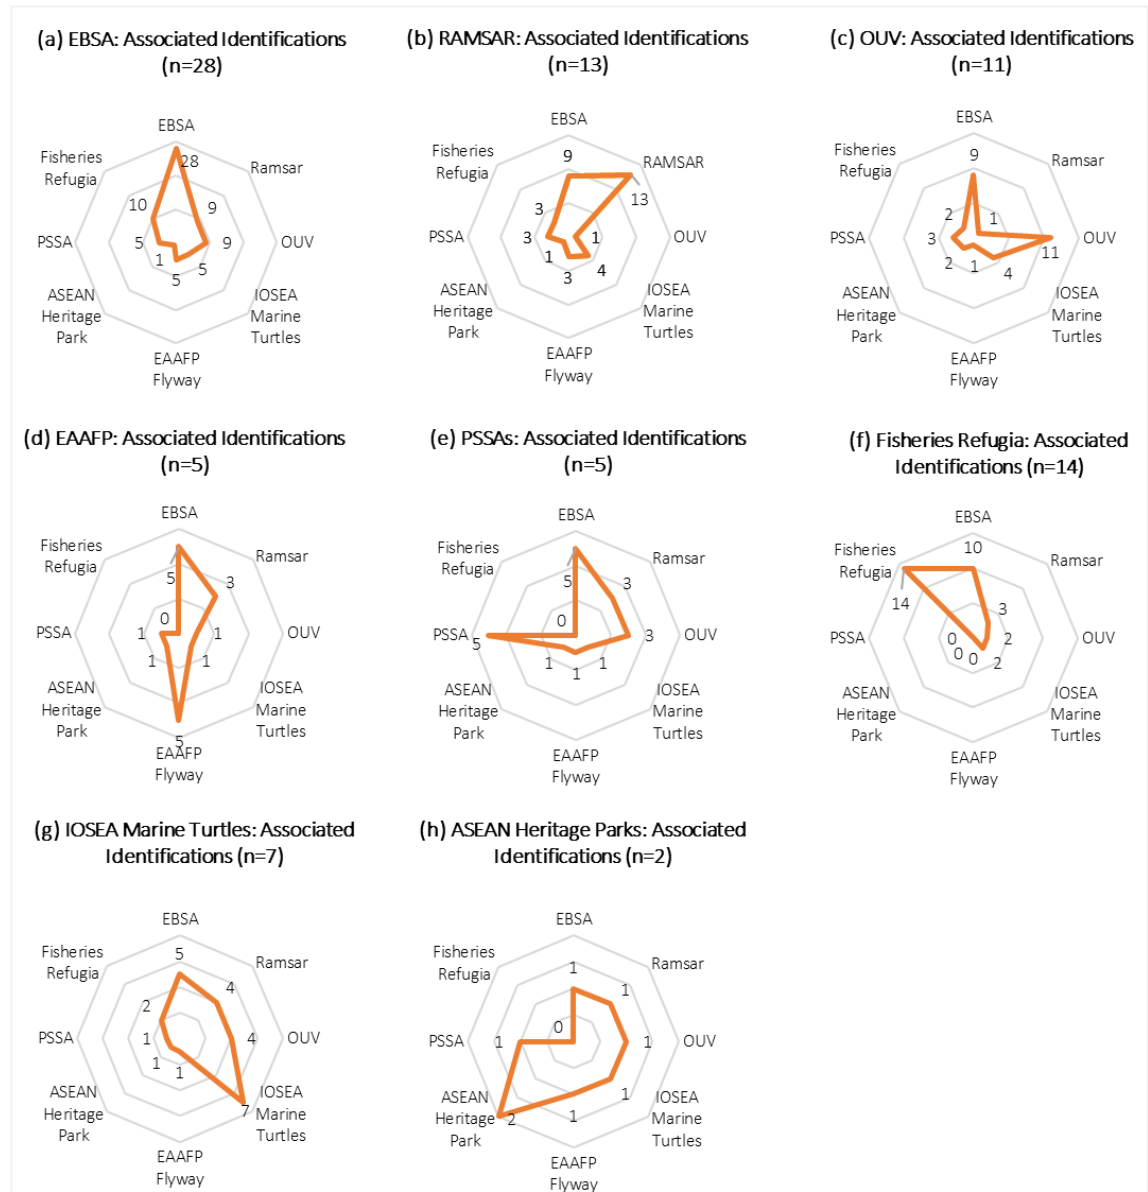 (a) EBSA: Associated Identifications
(n=28)
EBSA
Fisheries
Refugia
Ramsar
28
10
9
PSSA
5
9
OUV
1
5
5
ASEAN
Heritage
Park
IOSEA
Marine
Turtles
EAAFP
Flyway
(b) RAMSAR: Associated Identifications
(n=13)
EBSA
Fisheries
Refugia
9
RAMSAR
13
3
PSSA
3
1
OUV
1
4
3
ASEAN
Heritage
Park
IOSEA
Marine
Turtles
EAAFP
Flyway
(c) OUV: Associated Identifications
(n=11)
EBSA
Fisheries
Refugia
9
Ramsar
2
1
PSSA
3
11
OUV
2
1
4
ASEAN
Heritage
Park
IOSEA
Marine
Turtles
EAAFP
Flyway
(d) EAAFP: Associated Identifications
(n=5)
EBSA
Fisheries
Refugia
Ramsar
5
3
0
PSSA
1
1
OUV
1
1
ASEAN
Heritage
Park
IOSEA
Marine
Turtles
5
EAAFP
Flyway
(e) PSSAs: Associated Identifications
(n=5)
EBSA
Fisheries
Refugia
Ramsar
5
3
0
PSSA
5
3
OUV
1
1
1
ASEAN
Heritage
Park
IOSEA
Marine
Turtles
EAAFP
Flyway
(f) Fisheries Refugia: Associated
Identifications (n=14)
EBSA
Fisheries
Refugia
10
Ramsar
14
3
PSSA
0
2
OUV
0
0
2
ASEAN
Heritage
Park
IOSEA
Marine
Turtles
EAAFP
Flyway
(g) IOSEA Marine Turtles: Associated
Identifications (n=7)
EBSA
Fisheries
Refugia
5
Ramsar
4
2
PSSA
1
4
OUV
1
1
7
ASEAN
Heritage
Park
IOSEA
Marine
Turtles
EAAFP
Flyway
(h) ASEAN Heritage Parks: Associated
Identifications (n=2)
EBSA
Fisheries
Refugia
1
Ramsar
1
0
PSSA
1
1
OUV
1
2
1
ASEAN
Heritage
Park
IOSEA
Marine
Turtles
EAAFP
Flyway